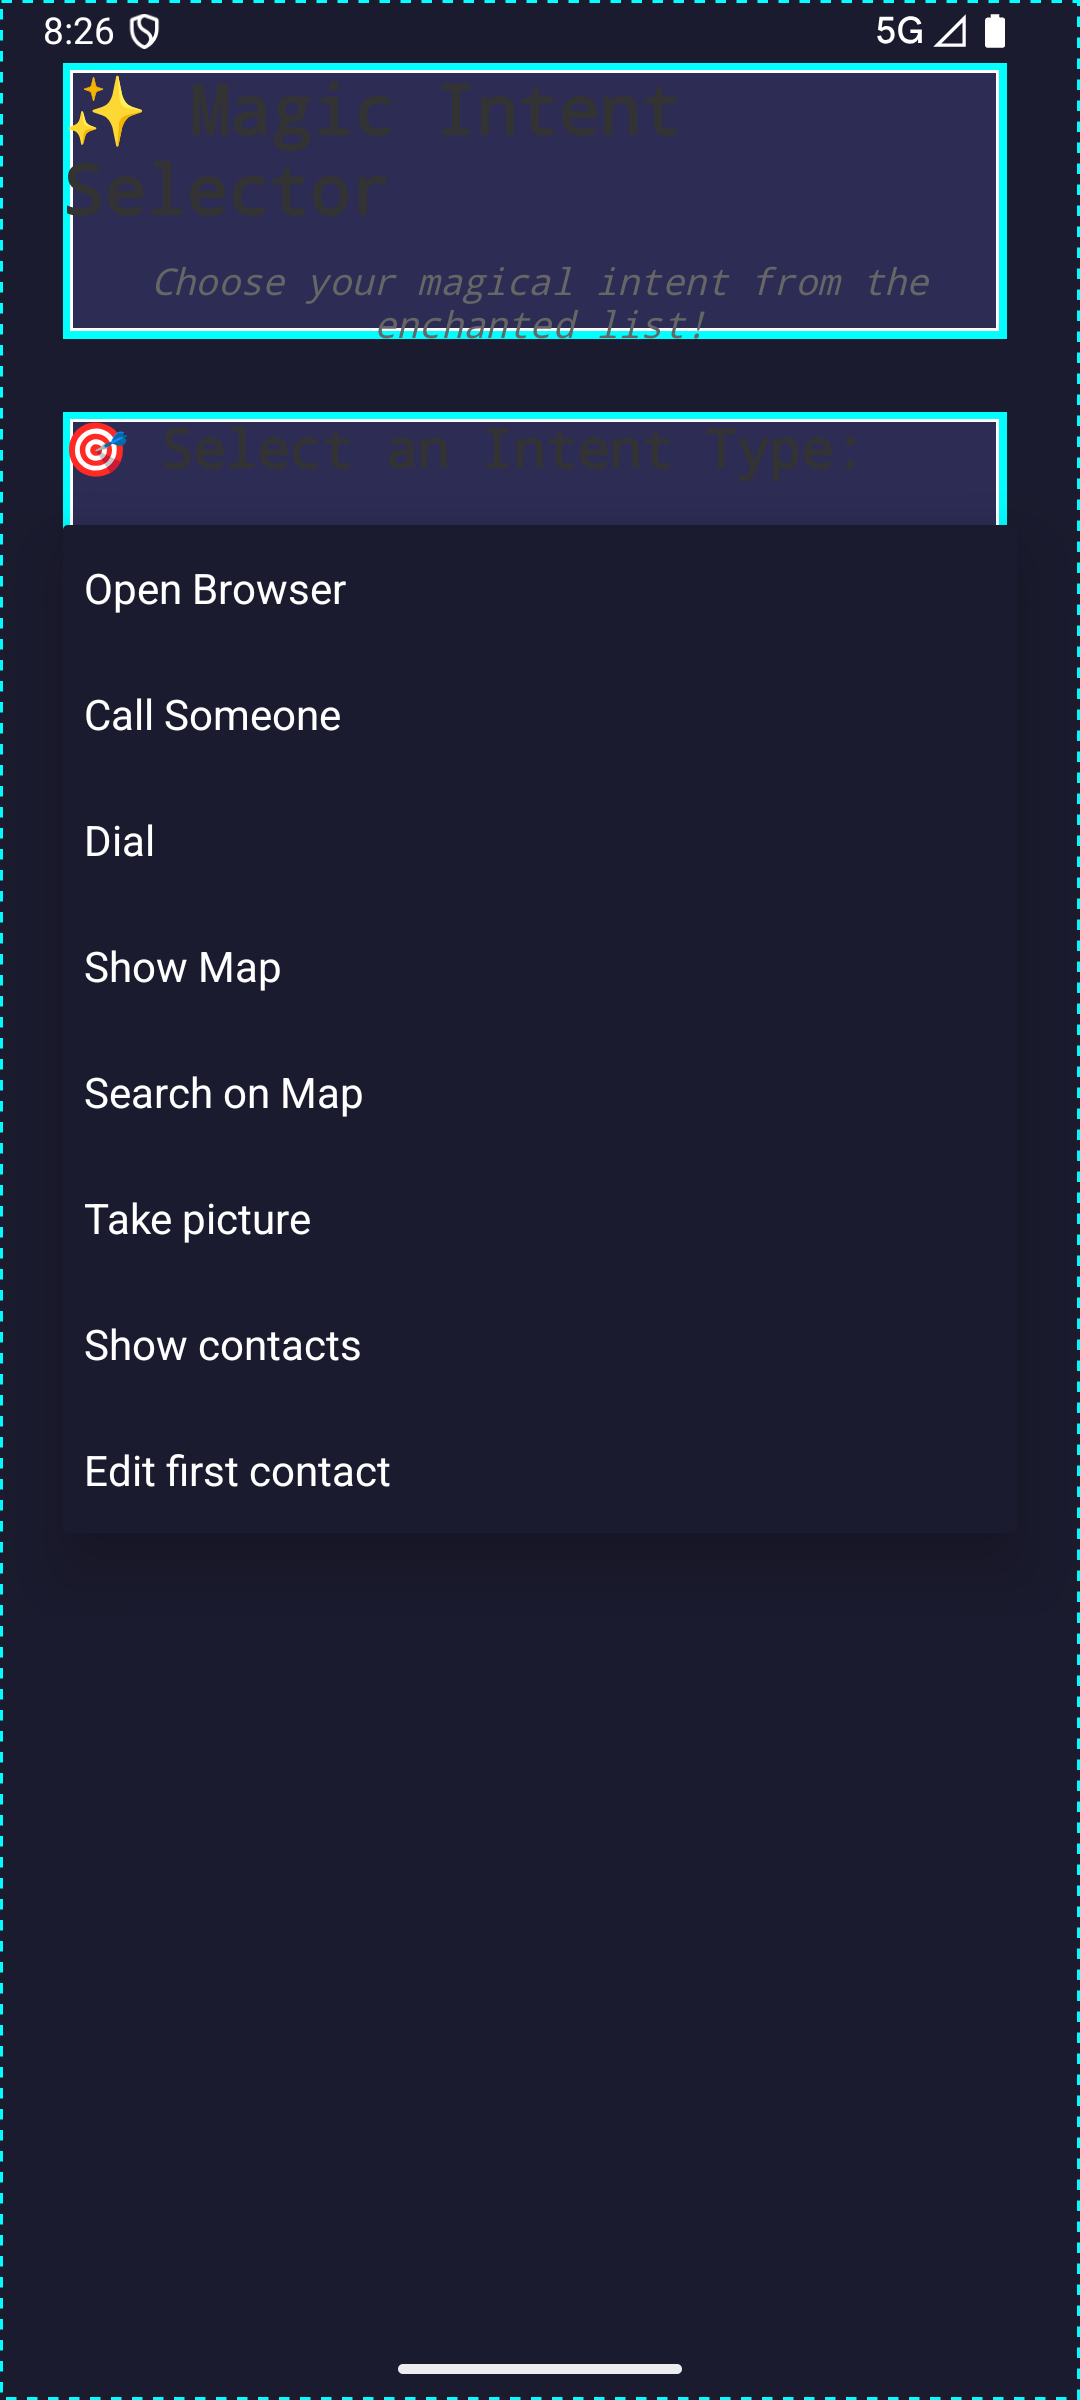 8:26 5G
✨ Magic Intent
Selector
Choose your magical intent from the
enchanted list!
🎯 Select an Intent Type:
Open Browser
Call Someone
Dial
Show Map
Search on Map
Take picture
Show contacts
Edit first contact